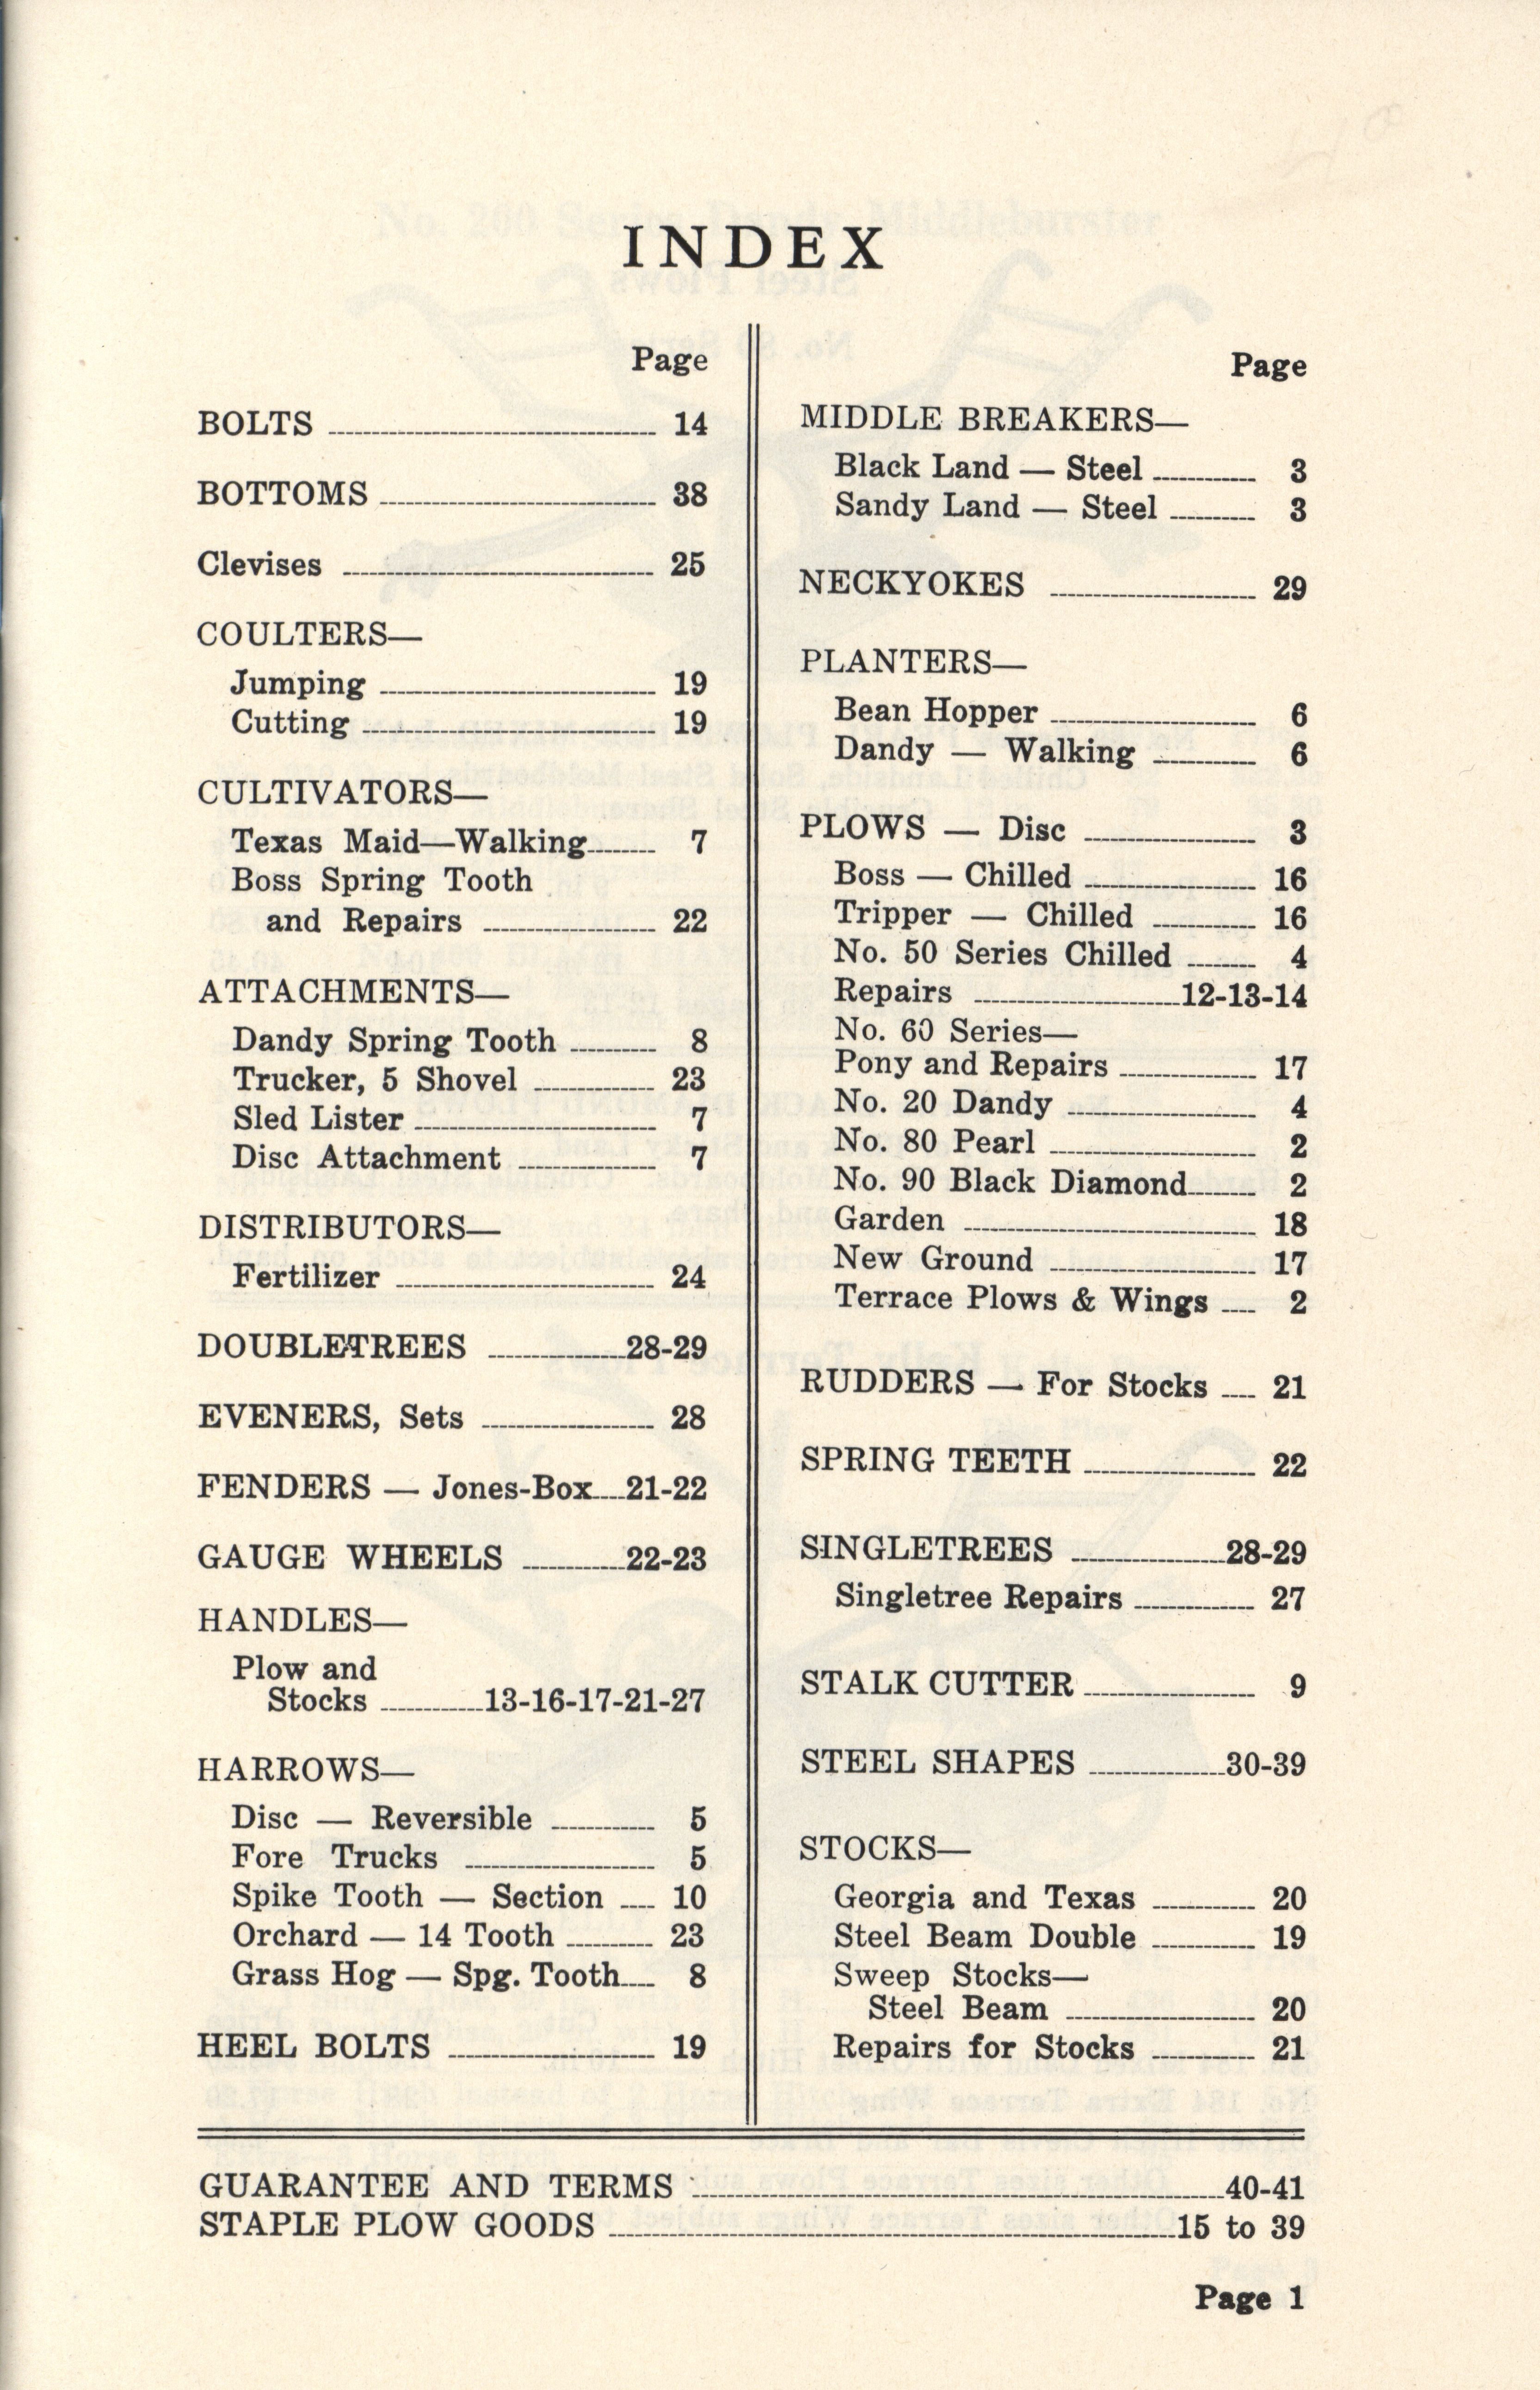 INDEX
Page
BOLTS 14
BOTTOMS 38
Clevises 25
COULTERS—
Jumping 19
Cutting 19
CULTIVATORS—
Texas Maid—Walking 7
Boss Spring Tooth
and Repairs 22
ATTACHMENTS—
Dandy Spring Tooth 8
Trucker, 5 Shovel 23
Sled Lister 7
Disc Attachment 7
DISTRIBUTORS—
Fertilizer 24
DOUBLETREES 28-29
EVENERS, Sets 28
FENDERS — Jones-Box 21-22
GAUGE WHEELS 22-23
HANDLES—
Plow and
Stocks 13-16-17-21-27
HARROWS—
Disc — Reversible 5
Fore Trucks 5
Spike Tooth — Section 10
Orchard — 14 Tooth 23
Grass Hog — Spg. Tooth 8
HEEL BOLTS 19
Page
MIDDLE BREAKERS—
Black Land — Steel 3
Sandy Land — Steel 3
NECKYOKES 29
PLANTERS—
Bean Hopper 6
Dandy — Walking 6
PLOWS — Disc 3
Boss — Chilled 16
Tripper — Chilled 16
No. 50 Series Chilled 4
Repairs 12-13-14
No. 60 Series—
Pony and Repairs 17
No. 20 Dandy 4
No. 80 Pearl 2
No. 90 Black Diamond 2
Garden 18
New Ground 17
Terrace Plows & Wings 2
RUDDERS — For Stocks 21
SPRING TEETH 22
SINGLETREES 28-29
Singletree Repairs 27
STALK CUTTER 9
STEEL SHAPES 30-39
STOCKS—
Georgia and Texas 20
Steel Beam Double 19
Sweep Stocks—
Steel Beam 20
Repairs for Stocks 21
GUARANTEE AND TERMS 40-41
STAPLE PLOW GOODS 15 to 39
Page 1